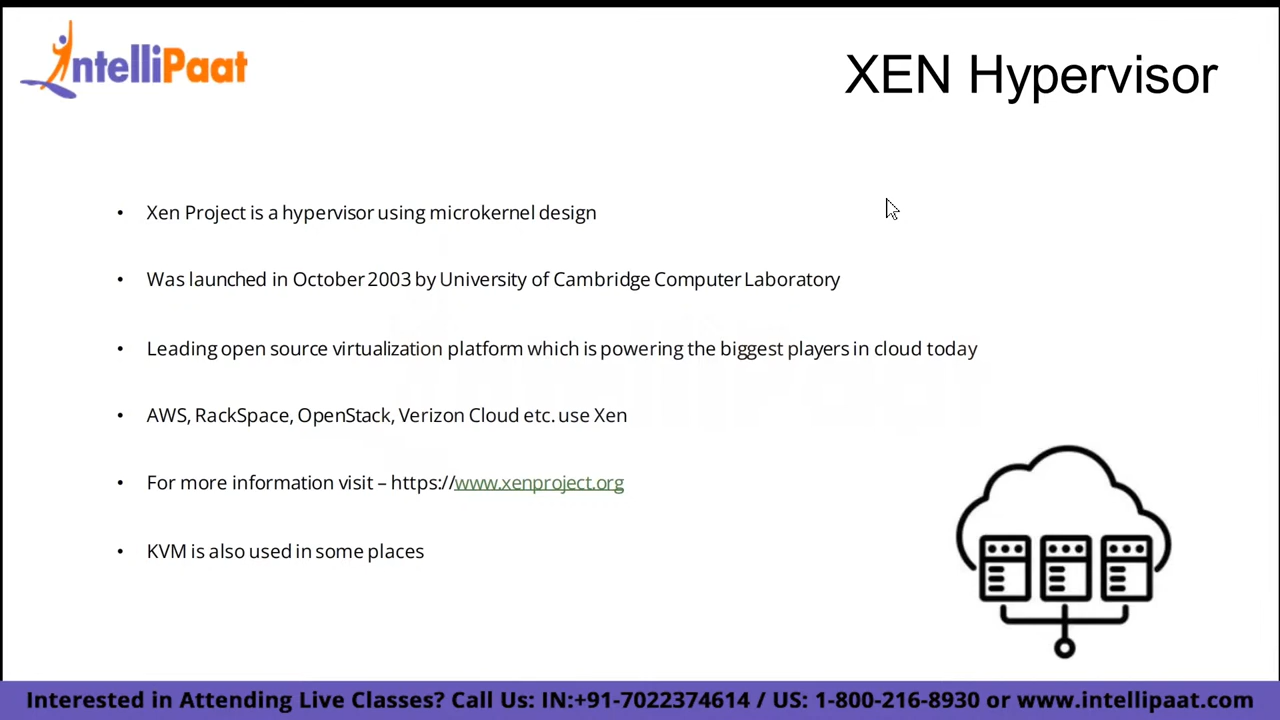 IntelliPaat
XEN Hypervisor
• Xen Project is a hypervisor using microkernel design
• Was launched in October 2003 by University of Cambridge Computer Laboratory
• Leading open source virtualization platform which is powering the biggest players in cloud today
• AWS, RackSpace, OpenStack, Verizon Cloud etc. use Xen
• For more information visit – https://www.xenproject.org
• KVM is also used in some places
Interested in Attending Live Classes? Call Us: IN:+91-7022374614 / US: 1-800-216-8930 or www.intellipaat.com